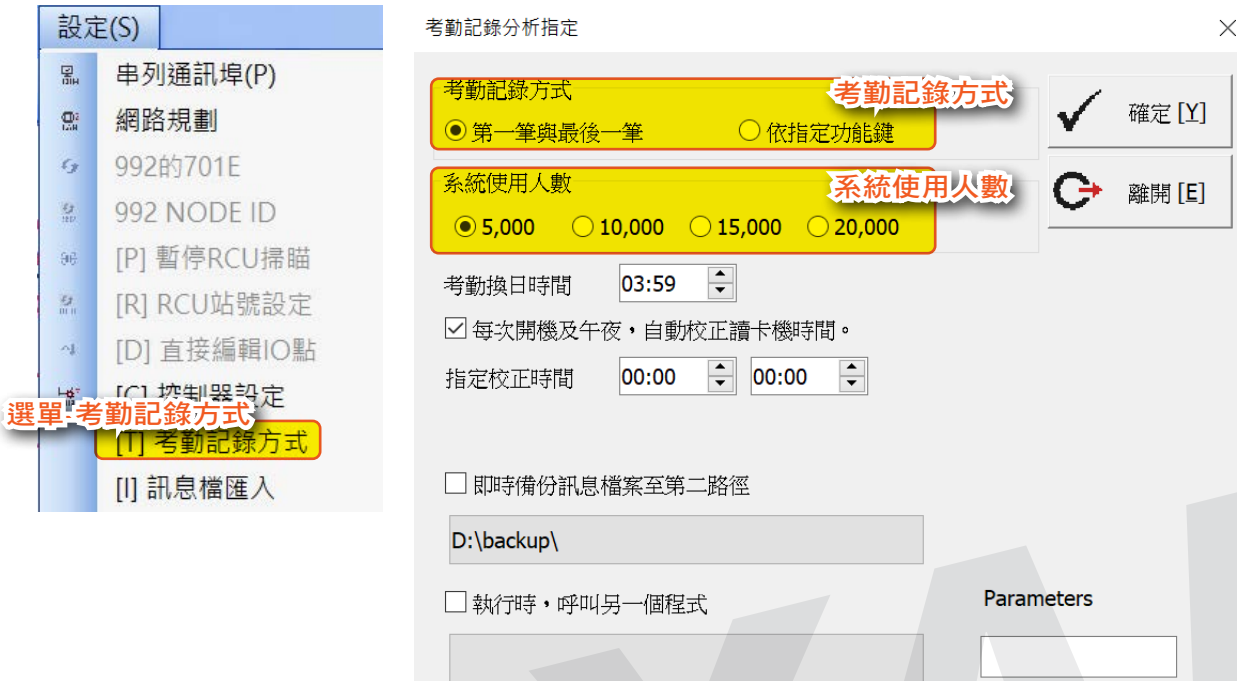 設定(S)
串列通訊埠(P)
網路規劃
992的701E
992 NODE ID
[P] 暫停RCU掃瞄
[R] RCU站號設定
[D] 直接編輯IO點
[C] 控制器設定
選單-考勤記錄方式
[T] 考勤記錄方式
[I] 訊息檔匯入
考勤記錄分析指定
考勤記錄方式
考勤記錄方式
第一筆與最後一筆 依指定功能鍵
確定 [Y]
系統使用人數
系統使用人數
5,000 10,000 15,000 20,000
離開 [E]
考勤換日時間 03:59
每次開機及午夜，自動校正讀卡機時間。
指定校正時間 00:00 00:00
即時備份訊息檔案至第二路徑
D:\backup\
執行時，呼叫另一個程式
Parameters